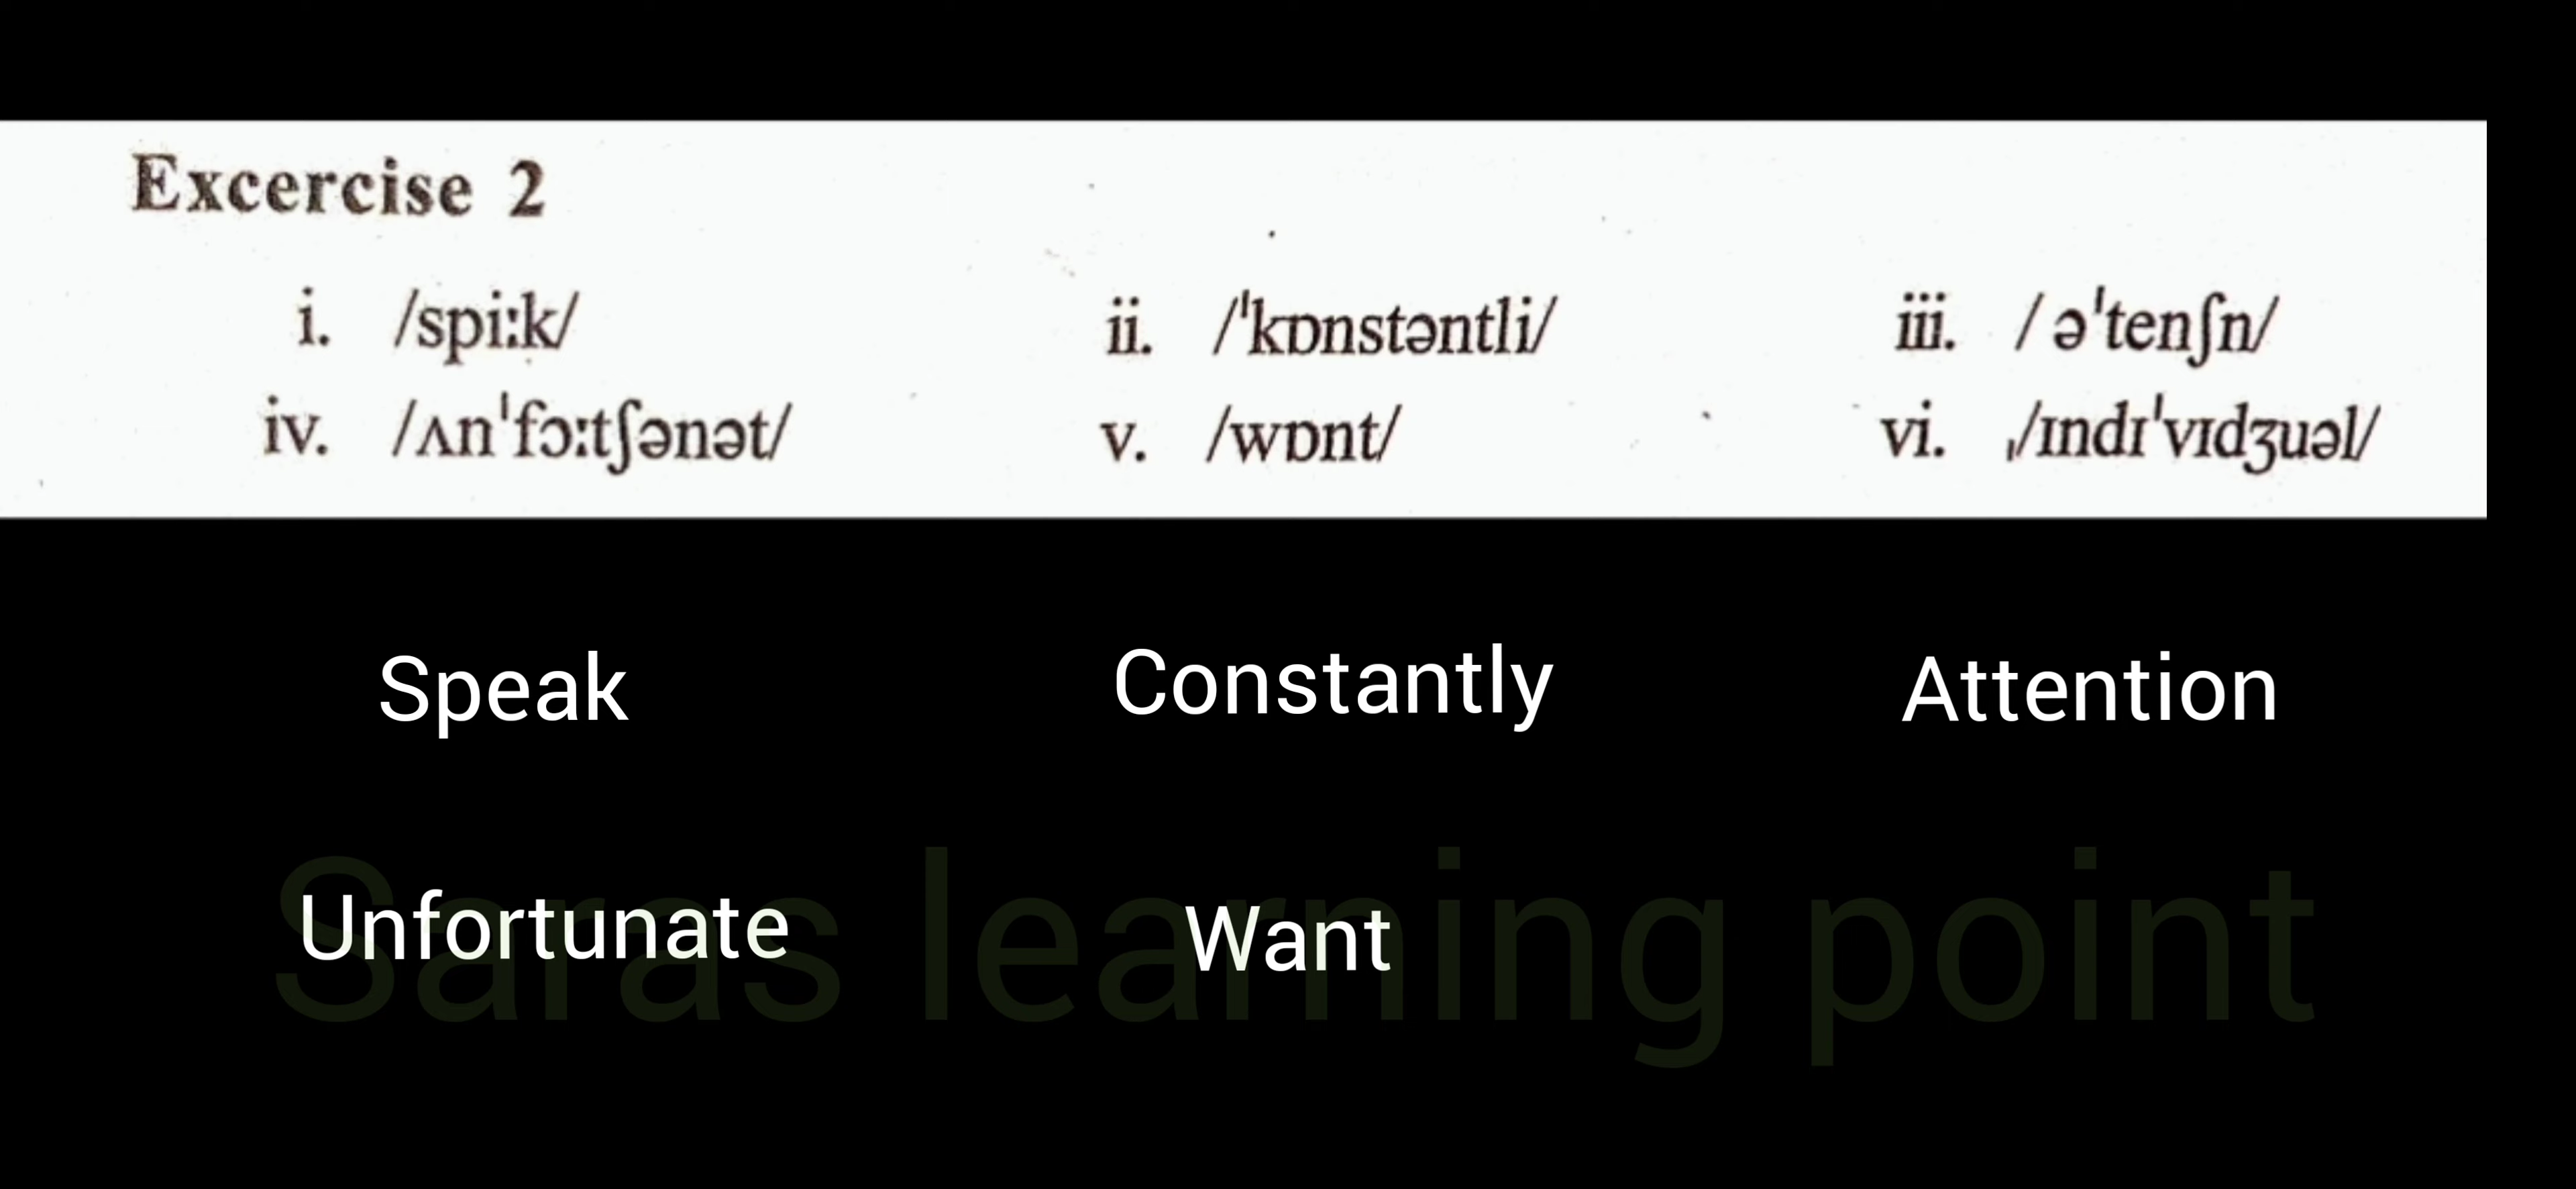 Excercise 2
i. /spiːk/ ii. /ˈkɒnstəntli/ iii. / əˈtenʃn/
iv. /ʌnˈfɔːtʃənət/ v. /wɒnt/ vi. ˌ/ɪndɪˈvɪdʒuəl/
Speak Constantly Attention
Unfortunate Want
Saras learning point